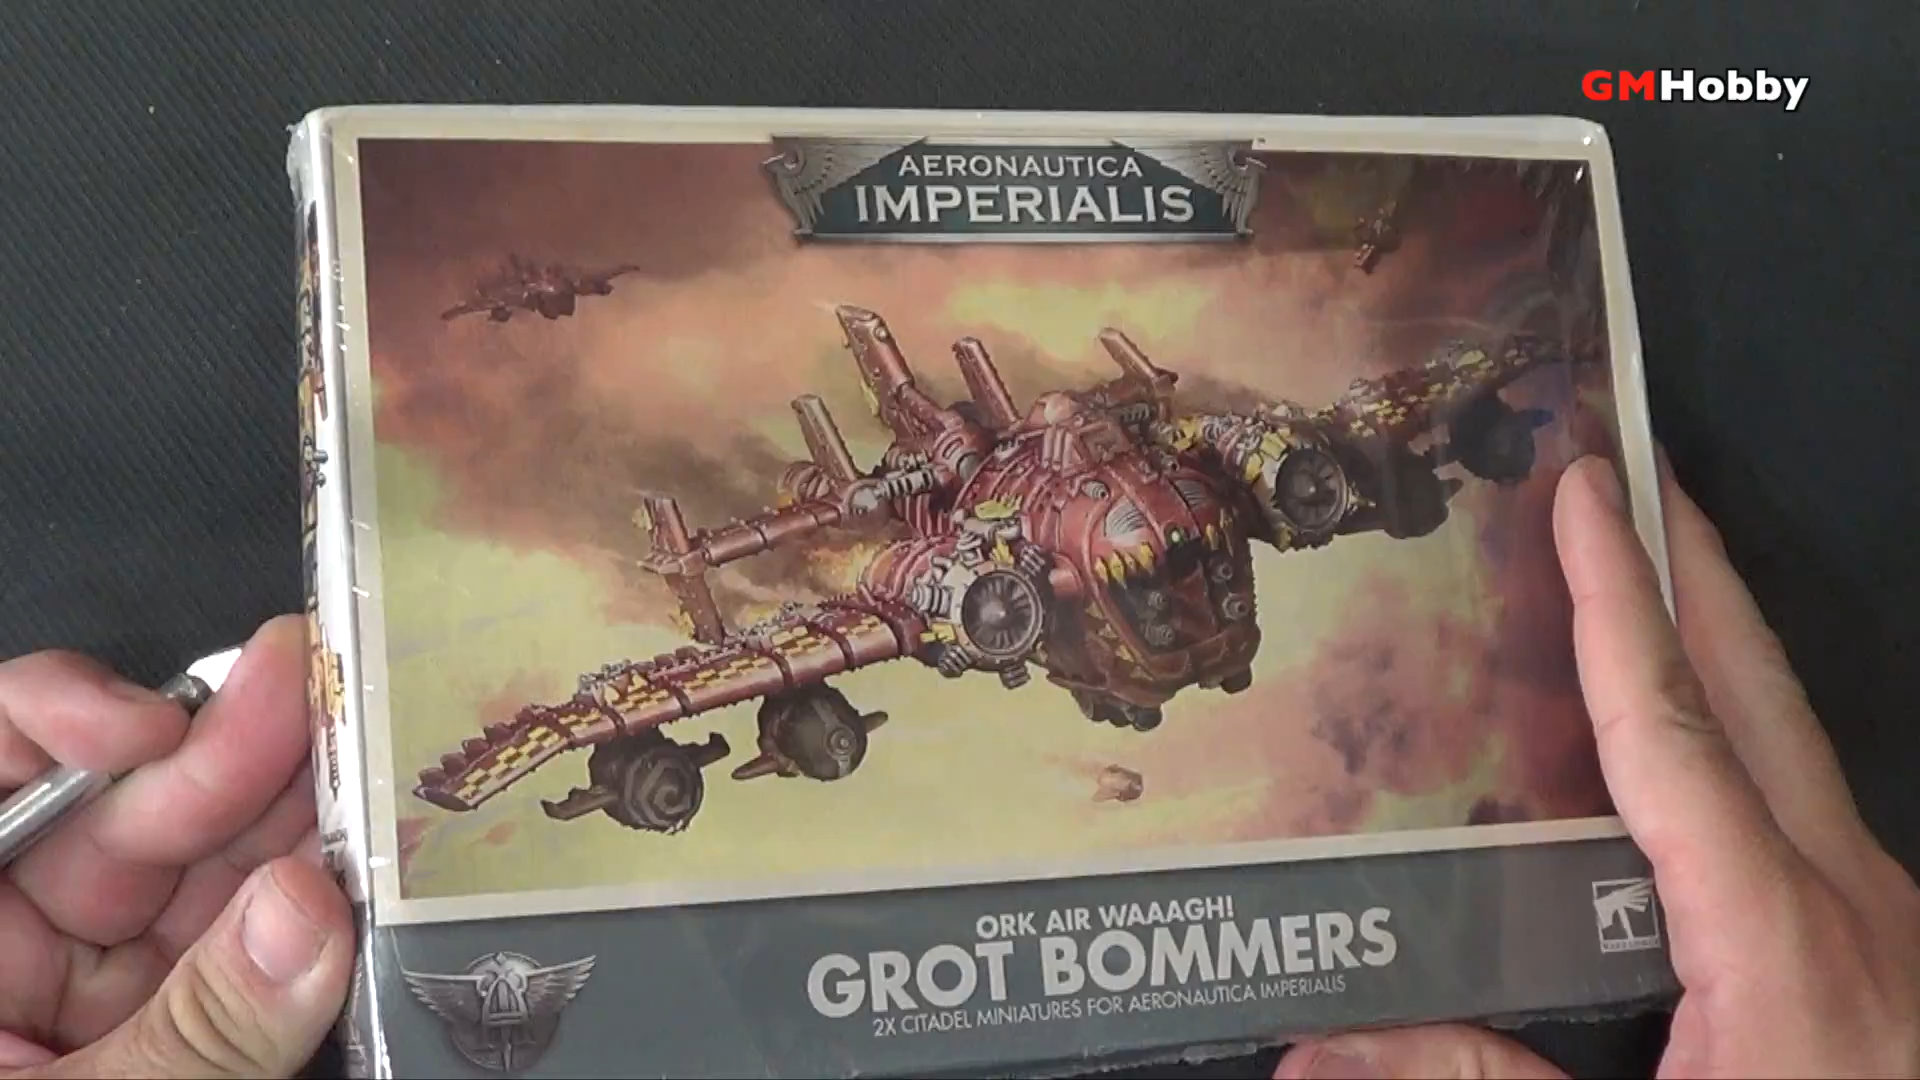 GMHobby
AERONAUTICA
IMPERIALIS
ORK AIR WAAAGH!
GROT BOMMERS
2X CITADEL MINIATURES FOR AERONAUTICA IMPERIALIS